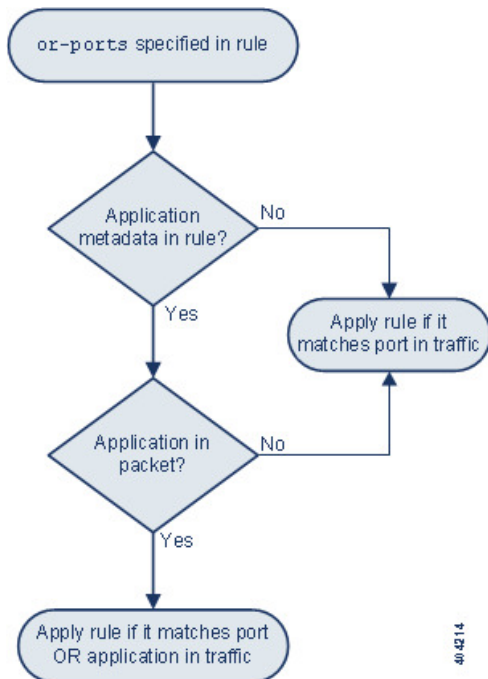 or-ports specified in rule
Application
metadata in rule?
No
Yes
Apply rule if it
matches port in traffic
Application in
packet?
No
Yes
Apply rule if it matches port
OR application in traffic
404214